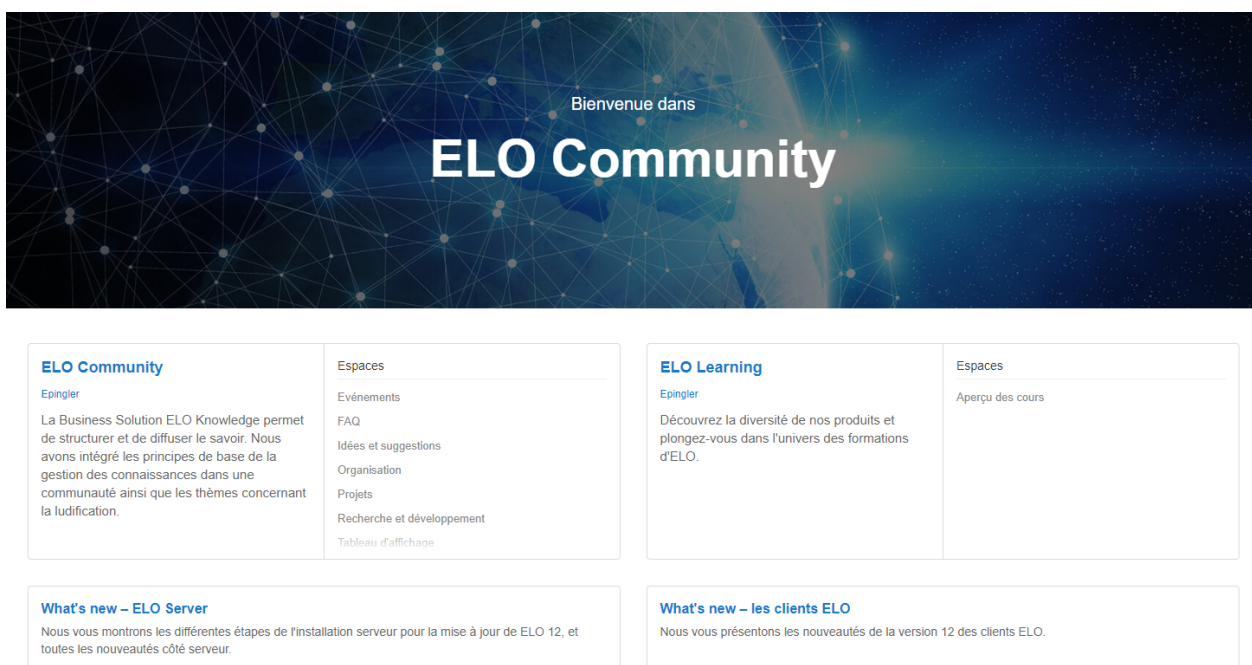 Bienvenue dans
ELO Community
ELO Community
Epingler
La Business Solution ELO Knowledge permet
de structurer et de diffuser le savoir. Nous
avons intégré les principes de base de la
gestion des connaissances dans une
communauté ainsi que les thèmes concernant
la ludification.
Espaces
Evénements
FAQ
Idées et suggestions
Organisation
Projets
Recherche et développement
Tableau d'affichage
ELO Learning
Epingler
Découvrez la diversité de nos produits et
plongez-vous dans l'univers des formations
d'ELO.
Espaces
Aperçu des cours
What's new – ELO Server
Nous vous montrons les différentes étapes de l'installation serveur pour la mise à jour de ELO 12, et
toutes les nouveautés côté serveur.
What's new – les clients ELO
Nous vous présentons les nouveautés de la version 12 des clients ELO.